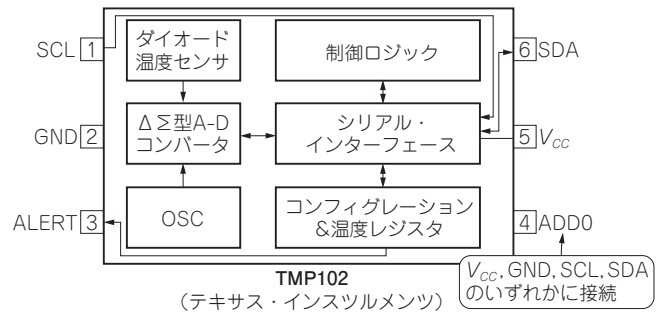 SCL 1
ダイオード
温度センサ
制御ロジック
6 SDA
GND 2
ΔΣ型A-D
コンバータ
シリアル・
インターフェース
5 VCC
ALERT 3
OSC
コンフィグレーション
&温度レジスタ
4 ADD0
TMP102
(テキサス・インスツルメンツ)
VCC, GND, SCL, SDA
のいずれかに接続